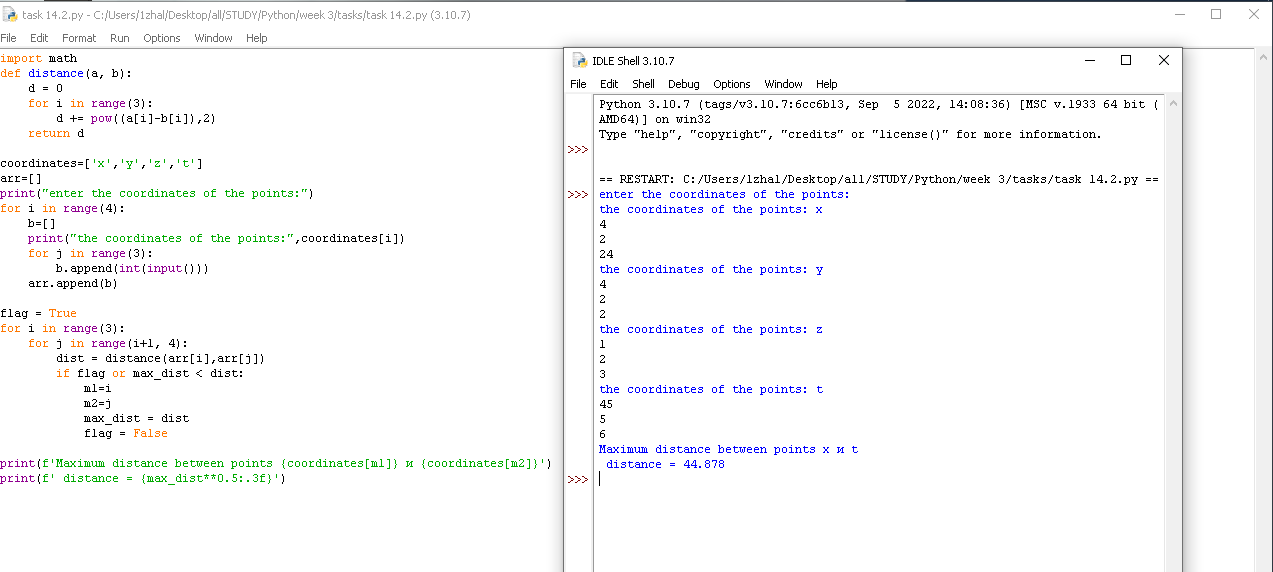 task 14.2.py - C:/Users/1zhal/Desktop/all/STUDY/Python/week 3/tasks/task 14.2.py (3.10.7)
File Edit Format Run Options Window Help
import math
def distance(a, b):
    d = 0
    for i in range(3):
        d += pow((a[i]-b[i]),2)
    return d

coordinates=['x','y','z','t']
arr=[]
print("enter the coordinates of the points:")
for i in range(4):
    b=[]
    print("the coordinates of the points:",coordinates[i])
    for j in range(3):
        b.append(int(input()))
    arr.append(b)

flag = True
for i in range(3):
    for j in range(i+1, 4):
        dist = distance(arr[i],arr[j])
        if flag or max_dist < dist:
            m1=i
            m2=j
            max_dist = dist
            flag = False

print(f'Maximum distance between points {coordinates[m1]} и {coordinates[m2]}')
print(f' distance = {max_dist**0.5:.3f}')
IDLE Shell 3.10.7
File Edit Shell Debug Options Window Help
Python 3.10.7 (tags/v3.10.7:6cc6b13, Sep  5 2022, 14:08:36) [MSC v.1933 64 bit (
AMD64)] on win32
Type "help", "copyright", "credits" or "license()" for more information.
>>>
== RESTART: C:/Users/1zhal/Desktop/all/STUDY/Python/week 3/tasks/task 14.2.py ==
>>> enter the coordinates of the points:
the coordinates of the points: x
4
2
24
the coordinates of the points: y
4
2
2
the coordinates of the points: z
1
2
3
the coordinates of the points: t
45
5
6
Maximum distance between points x и t
 distance = 44.878
>>>